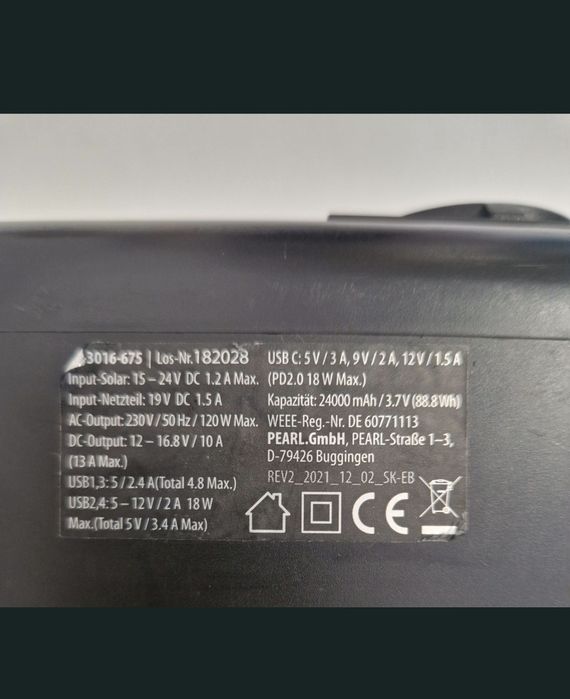 3016-675 | Los-Nr.182028
Input-Solar: 15 – 24V DC 1.2 A Max.
Input-Netzteil: 19 V DC 1.5 A
AC-Output: 230 V / 50 Hz / 120 W Max.
DC-Output: 12 – 16.8 V / 10 A
(13 A Max.)
USB1,3: 5 / 2.4 A(Total 4.8 Max.)
USB2,4: 5 – 12 V / 2 A 18 W
Max.(Total 5 V / 3.4 A Max)
USB C: 5 V / 3 A, 9 V / 2 A, 12 V / 1.5 A
(PD2.0 18 W Max.)
Kapazität: 24000 mAh / 3.7 V (88.8 Wh)
WEEE-Reg.-Nr. DE 60771113
PEARL.GmbH, PEARL-Straße 1–3,
D-79426 Buggingen
REV2_2021_12_02_SK-EB
CE